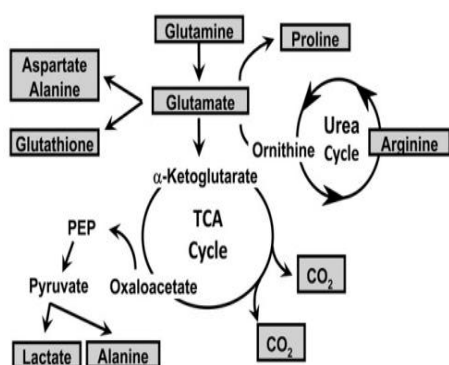 Glutamine
Proline
Aspartate
Alanine
Glutamate
Glutathione
Urea
Cycle
Ornithine
Arginine
α-Ketoglutarate
TCA
Cycle
PEP
Pyruvate
Oxaloacetate
CO₂
CO₂
Lactate
Alanine